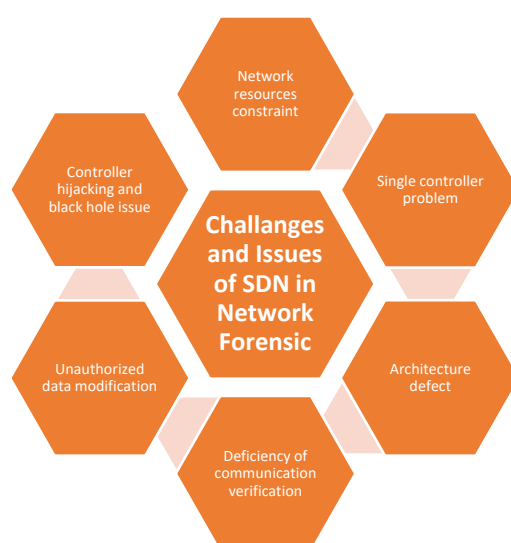 Network
resources
constraint
Controller
hijacking and
black hole issue
Single controller
problem
Challanges
and Issues
of SDN in
Network
Forensic
Unauthorized
data modification
Architecture
defect
Deficiency of
communication
verification